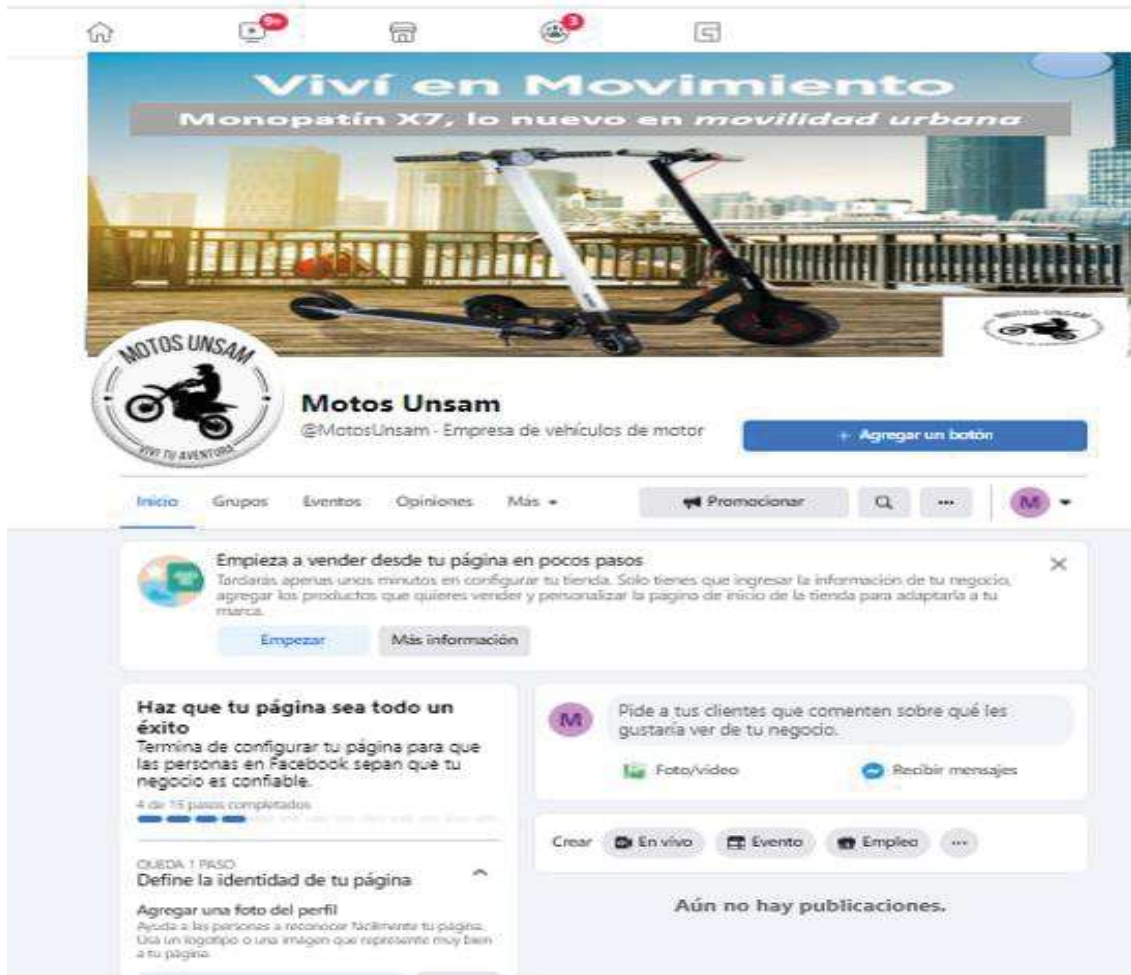 9+
3
Viví en Movimiento
Monopatín X7, lo nuevo en movilidad urbana
MOTOS UNSAM
MOTOS UNSAM
VIVI TU AVENTURA
Motos Unsam
@MotosUnsam · Empresa de vehículos de motor
+ Agregar un botón
Inicio Grupos Eventos Opiniones Más
Promocionar ... M
Empieza a vender desde tu página en pocos pasos
Tardarás apenas unos minutos en configurar tu tienda. Solo tienes que ingresar la información de tu negocio,
agregar los productos que quieres vender y personalizar la página de inicio de la tienda para adaptarla a tu
marca.
Empezar Más información
Haz que tu página sea todo un
éxito
Termina de configurar tu página para que
las personas en Facebook sepan que tu
negocio es confiable.
4 de 15 pasos completados
QUEDA 1 PASO
Define la identidad de tu página
Agregar una foto del perfil
Ayuda a las personas a reconocer fácilmente tu página.
Usa un logotipo o una imagen que represente muy bien
a tu página.
M
Pide a tus clientes que comenten sobre qué les
gustaría ver de tu negocio.
Foto/video Recibir mensajes
Crear En vivo Evento Empleo ...
Aún no hay publicaciones.